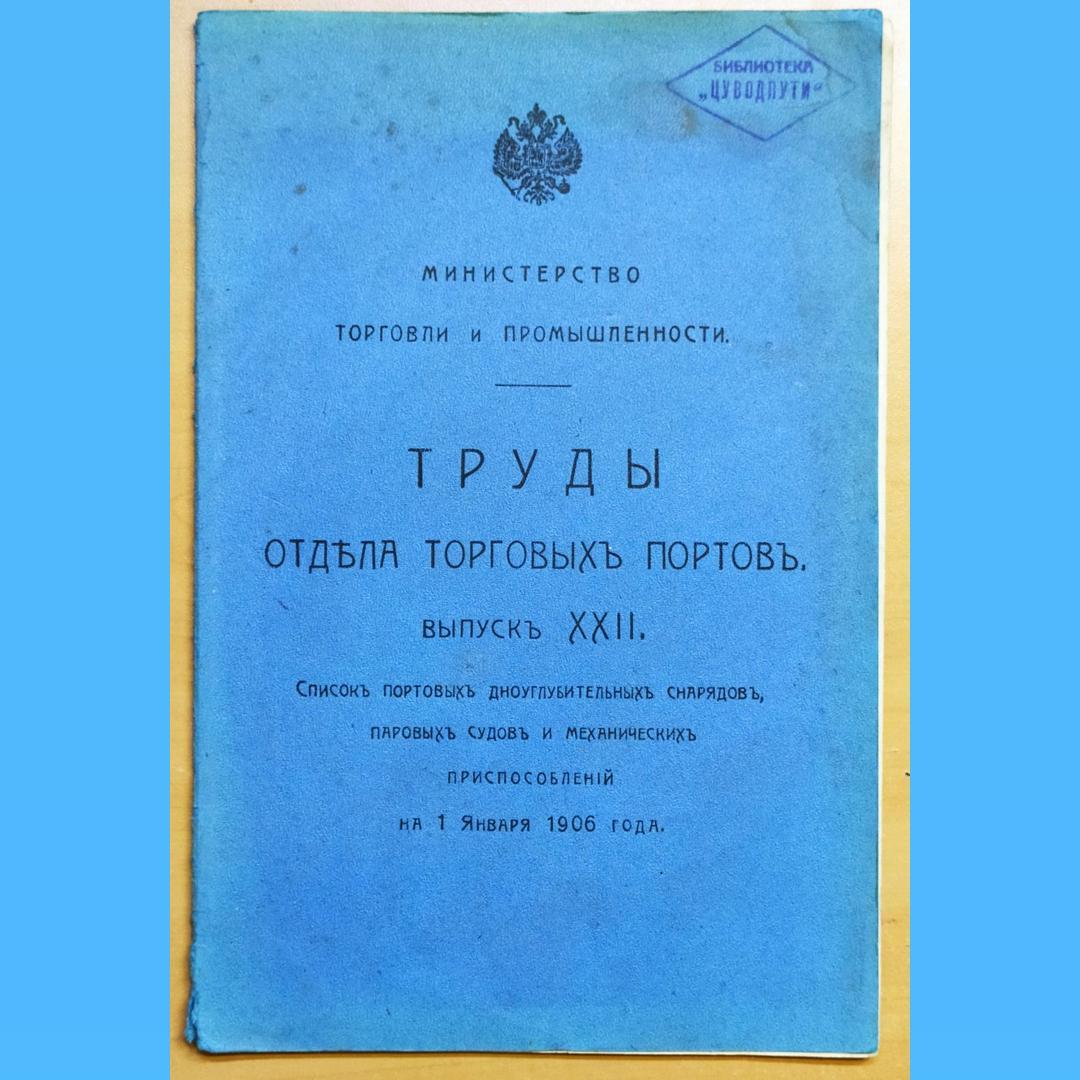 БИБЛИОТЕКА
„ЦУВОДПУТИ“
МИНИСТЕРСТВО
ТОРГОВЛИ И ПРОМЫШЛЕННОСТИ.
ТРУДЫ
ОТДѢЛА ТОРГОВЫХЪ ПОРТОВЪ.
ВЫПУСКЪ XXII.
СПИСОКЪ ПОРТОВЫХЪ ДНОУГЛУБИТЕЛЬНЫХЪ СНАРЯДОВЪ,
ПАРОВЫХЪ СУДОВЪ И МЕХАНИЧЕСКИХЪ
ПРИСПОСОБЛЕНІЙ
НА 1 ЯНВАРЯ 1906 ГОДА.